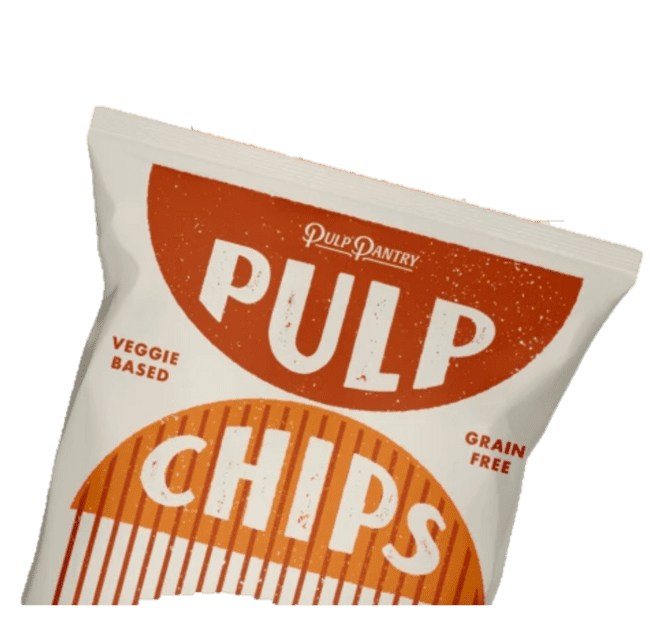 PULP PANTRY
PULP
VEGGIE
BASED
GRAIN
FREE
CHIPS